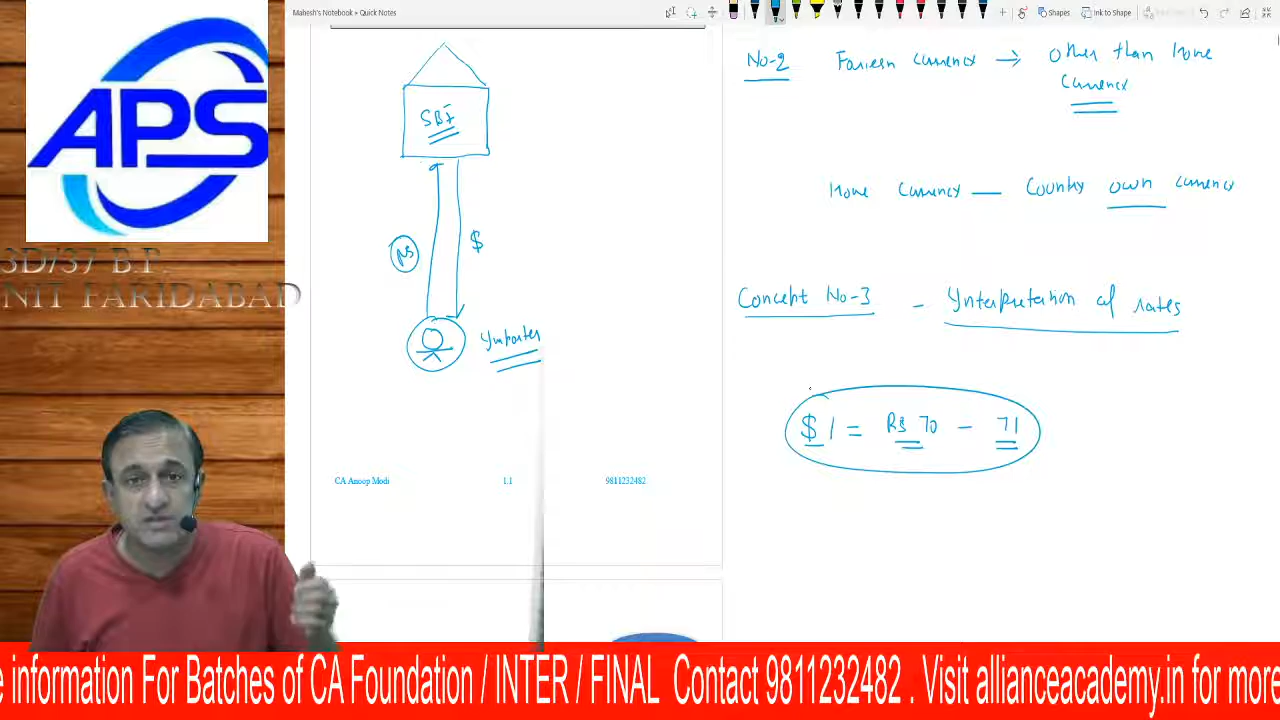 Mahesh's Notebook » Quick Notes
Shapes
Ink to Shape
APS
3D/37 B.P.
NIT FARIDABAD
SBI
Rs
$
Importer
CA Anoop Modi 1.1 9811232482
No-2 Foriegn currency → other than Home
currency
Home currency — Country own currency
Concept No-3 - Interpretation of rates
$ 1 = RS 70 - 71
e information For Batches of CA Foundation / INTER / FINAL Contact 9811232482 . Visit allianceacademy.in for more